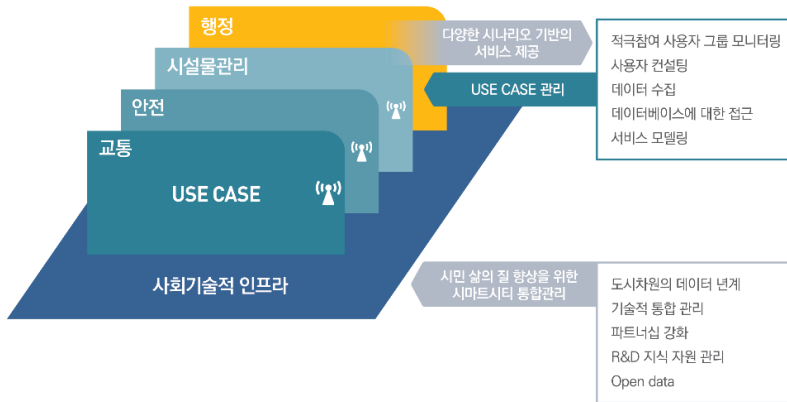 행정
시설물관리
안전
교통
USE CASE
사회기술적 인프라
다양한 시나리오 기반의
서비스 제공
USE CASE 관리
적극참여 사용자 그룹 모니터링
사용자 컨설팅
데이터 수집
데이터베이스에 대한 접근
서비스 모델링
시민 삶의 질 향상을 위한
시마트시티 통합관리
도시차원의 데이터 년계
기술적 통합 관리
파트너십 강화
R&D 지식 자원 관리
Open data